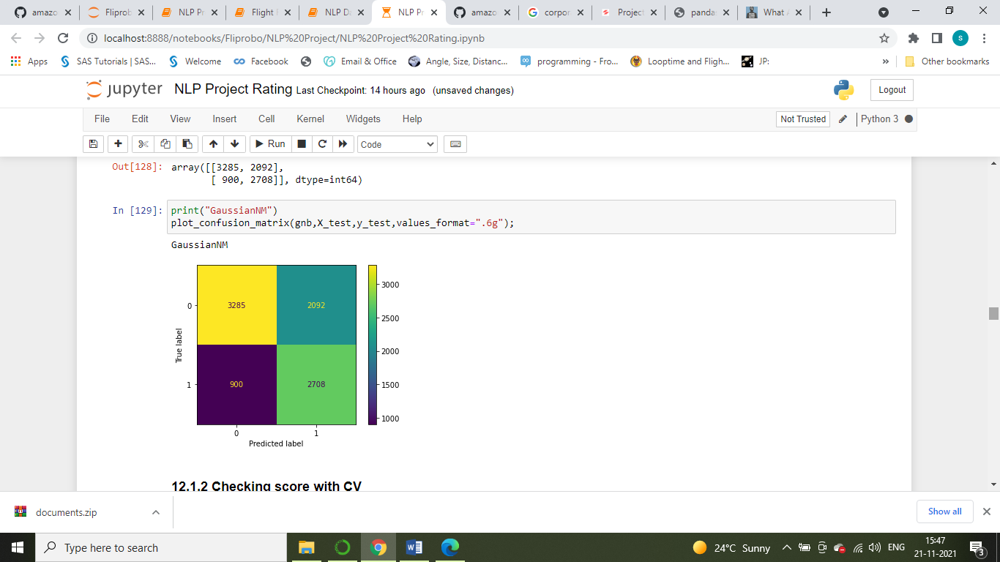 amazo
Fliprob
NLP Pr
Flight F
NLP Da
NLP Pr
amazo
corpor
Project
panda
What A
localhost:8888/notebooks/Fliprobo/NLP%20Project/NLP%20Project%20Rating.ipynb
S
Apps
SAS Tutorials | SAS...
Welcome
Facebook
Email & Office
Angle, Size, Distanc...
programming - Fro...
Looptime and Fligh...
JP:
»
Other bookmarks
jupyter
NLP Project Rating Last Checkpoint: 14 hours ago (unsaved changes)
Logout
File Edit View Insert Cell Kernel Widgets Help
Not Trusted
Python 3
Run
Code
Out[128]: array([[3285, 2092],
[ 900, 2708]], dtype=int64)
In [129]: print("GaussianNM")
plot_confusion_matrix(gnb,X_test,y_test,values_format=".6g");
GaussianNM
3285 2092
900 2708
0
1
True label
0 1
Predicted label
3000
2500
2000
1500
1000
12.1.2 Checking score with CV
documents.zip
Show all
Type here to search
24°C Sunny
ENG
15:47
21-11-2021
3